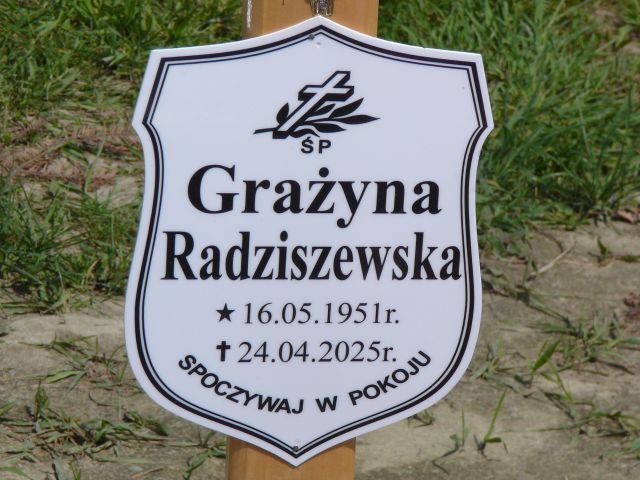 ŚP
Grażyna
Radziszewska
★ 16.05.1951r.
✝ 24.04.2025r.
SPOCZYWAJ W POKOJU